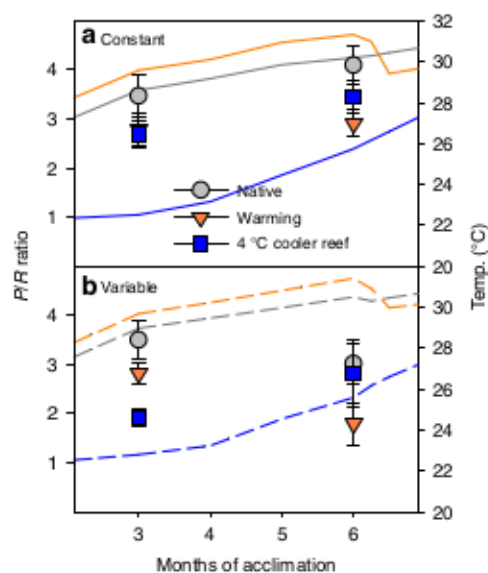 a Constant
32
30
28
26
24
22
20
4
3
2
1
Native
Warming
4 °C cooler reef
b Variable
30
28
26
24
22
20
4
3
2
1
P/R ratio
Temp. (°C)
3 4 5 6
Months of acclimation